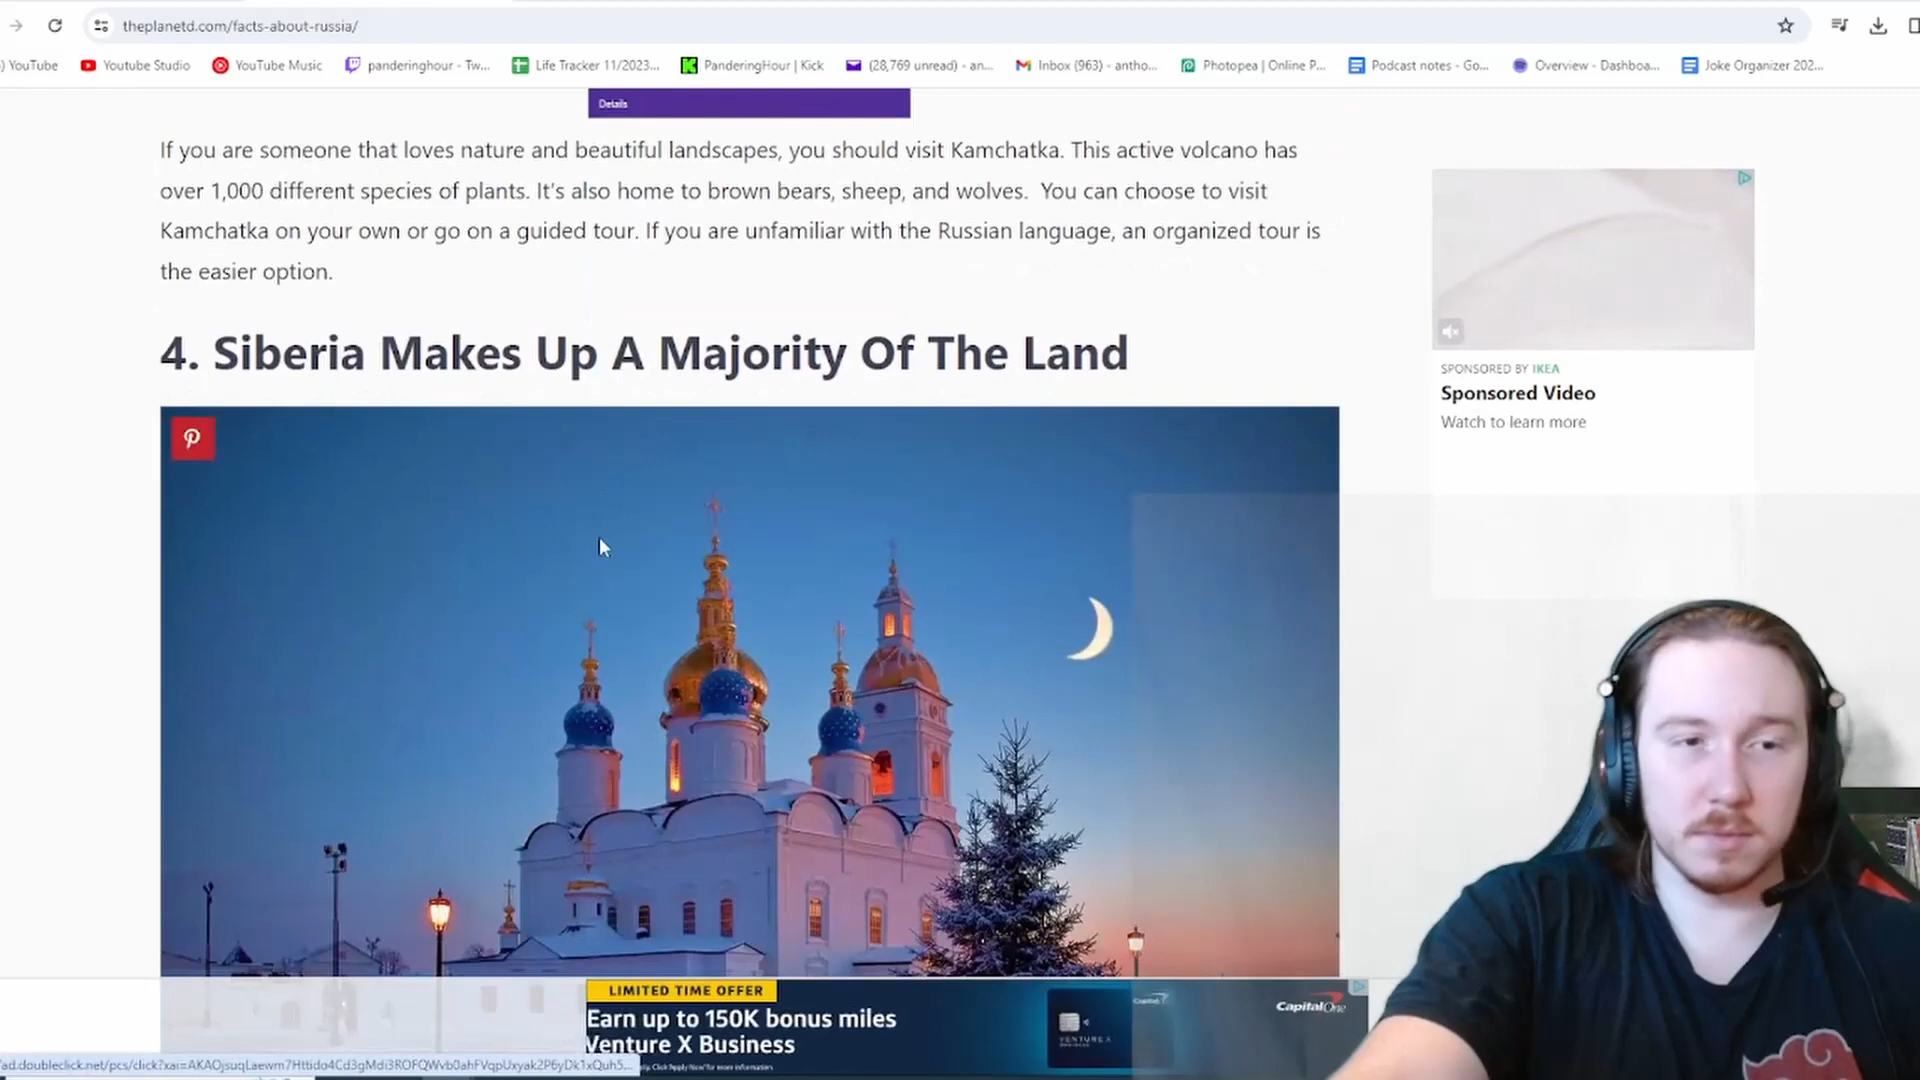 theplanetd.com/facts-about-russia/
) YouTube
Youtube Studio
YouTube Music
panderinghour - Tw...
Life Tracker 11/2023...
PanderingHour | Kick
(28,769 unread) - an...
Inbox (963) - antho...
Photopea | Online P...
Podcast notes - Go...
Overview - Dashboa...
Joke Organizer 202...
Details
If you are someone that loves nature and beautiful landscapes, you should visit Kamchatka. This active volcano has
over 1,000 different species of plants. It's also home to brown bears, sheep, and wolves. You can choose to visit
Kamchatka on your own or go on a guided tour. If you are unfamiliar with the Russian language, an organized tour is
the easier option.
4. Siberia Makes Up A Majority Of The Land
SPONSORED BY IKEA
Sponsored Video
Watch to learn more
LIMITED TIME OFFER
Earn up to 150K bonus miles
Venture X Business
Capital One
VENTURE X